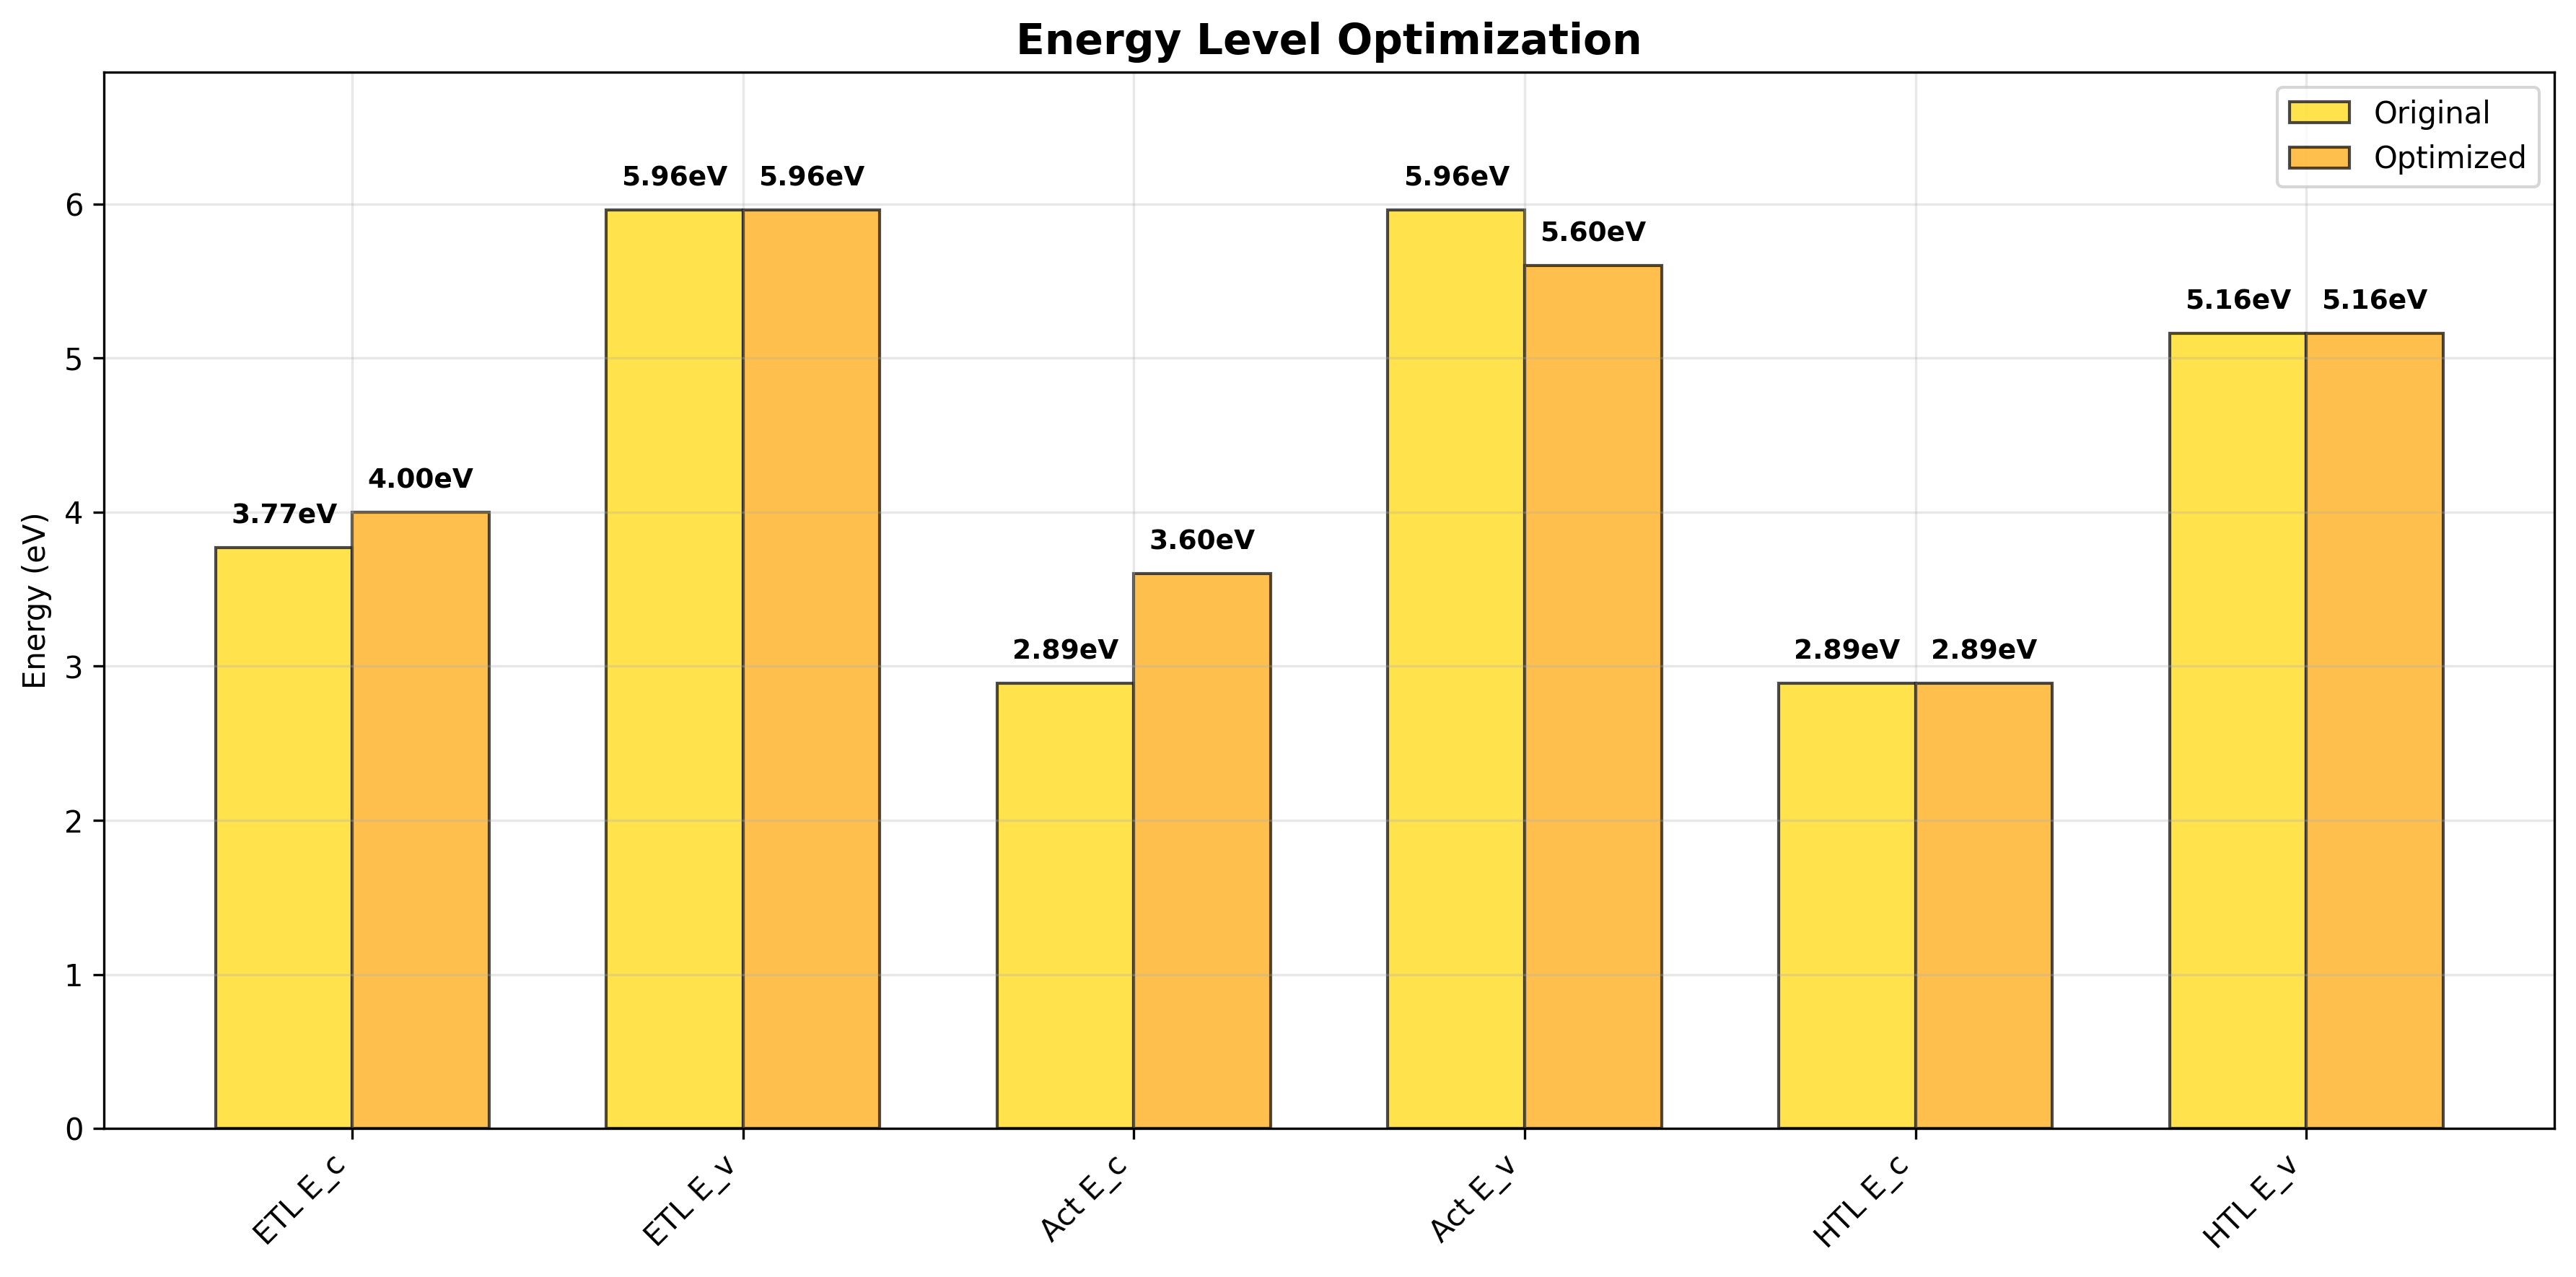 Energy Level Optimization
Original
Optimized
Energy (eV)
6
5
4
3
2
1
0
3.77eV
4.00eV
5.96eV
5.96eV
2.89eV
3.60eV
5.96eV
5.60eV
2.89eV
2.89eV
5.16eV
5.16eV
ETL E_c
ETL E_v
Act E_c
Act E_v
HTL E_c
HTL E_v